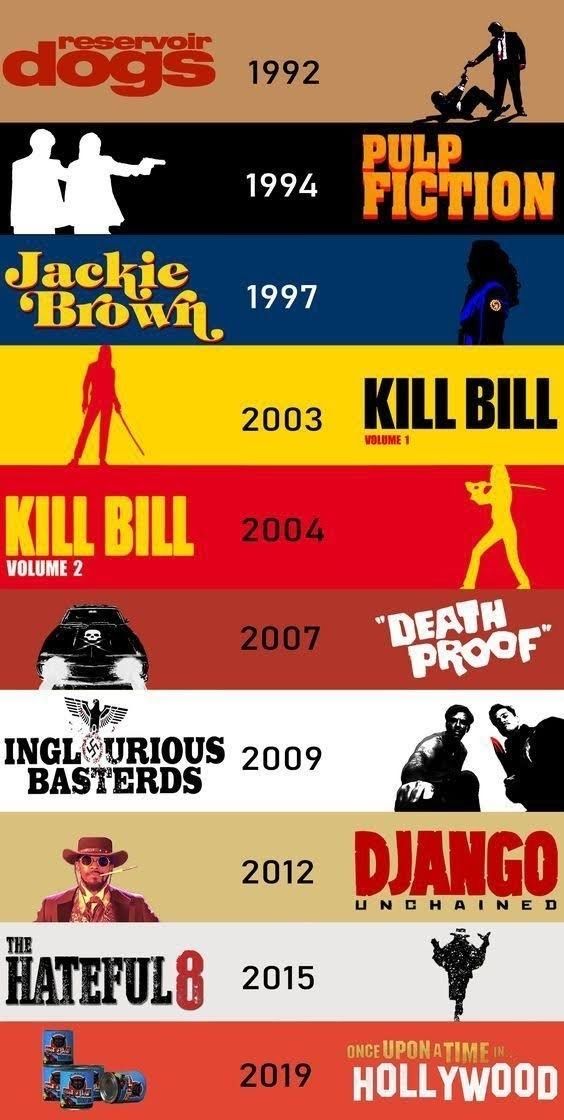 reservoir
dogs
1992
1994
PULP
FICTION
Jackie
Brown
1997
2003
KILL BILL
VOLUME 1
KILL BILL
VOLUME 2
2004
2007
"DEATH
PROOF"
INGLOURIOUS
BASTERDS
2009
2012
DJANGO
UNCHAINED
THE
HATEFUL 8
2015
2019
ONCE UPON A TIME IN..
HOLLYWOOD